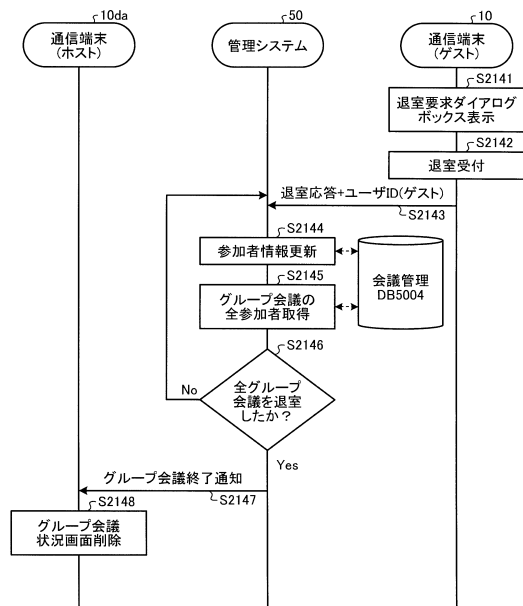 10da
50
10
通信端末
(ホスト)
管理システム
通信端末
(ゲスト)
S2141
退室要求ダイアログ
ボックス表示
S2142
退室受付
退室応答+ユーザID(ゲスト)
S2143
S2144
参加者情報更新
S2145
グループ会議の
全参加者取得
会議管理
DB5004
S2146
全グループ
会議を退室
したか？
No
Yes
グループ会議終了通知
S2147
S2148
グループ会議
状況画面削除